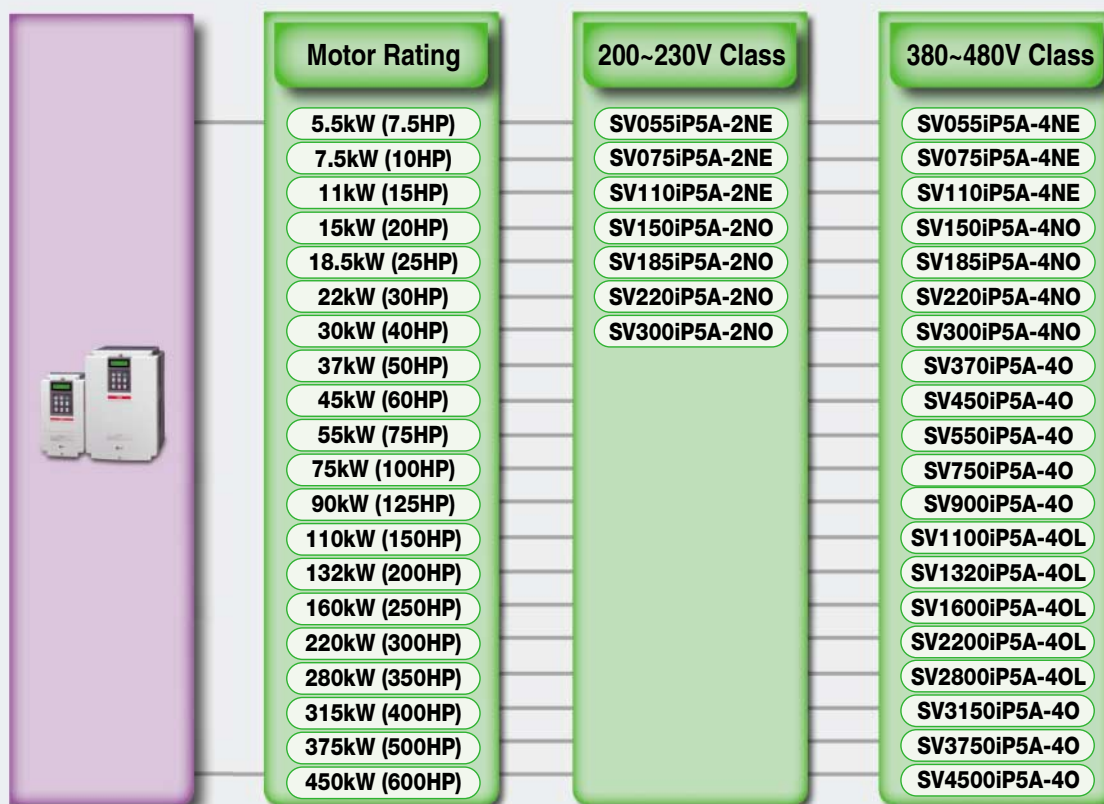 Motor Rating 200~230V Class 380~480V Class
5.5kW (7.5HP) SV055iP5A-2NE SV055iP5A-4NE
7.5kW (10HP) SV075iP5A-2NE SV075iP5A-4NE
11kW (15HP) SV110iP5A-2NE SV110iP5A-4NE
15kW (20HP) SV150iP5A-2NO SV150iP5A-4NO
18.5kW (25HP) SV185iP5A-2NO SV185iP5A-4NO
22kW (30HP) SV220iP5A-2NO SV220iP5A-4NO
30kW (40HP) SV300iP5A-2NO SV300iP5A-4NO
37kW (50HP) SV370iP5A-4O
45kW (60HP) SV450iP5A-4O
55kW (75HP) SV550iP5A-4O
75kW (100HP) SV750iP5A-4O
90kW (125HP) SV900iP5A-4O
110kW (150HP) SV1100iP5A-4OL
132kW (200HP) SV1320iP5A-4OL
160kW (250HP) SV1600iP5A-4OL
220kW (300HP) SV2200iP5A-4OL
280kW (350HP) SV2800iP5A-4OL
315kW (400HP) SV3150iP5A-4O
375kW (500HP) SV3750iP5A-4O
450kW (600HP) SV4500iP5A-4O